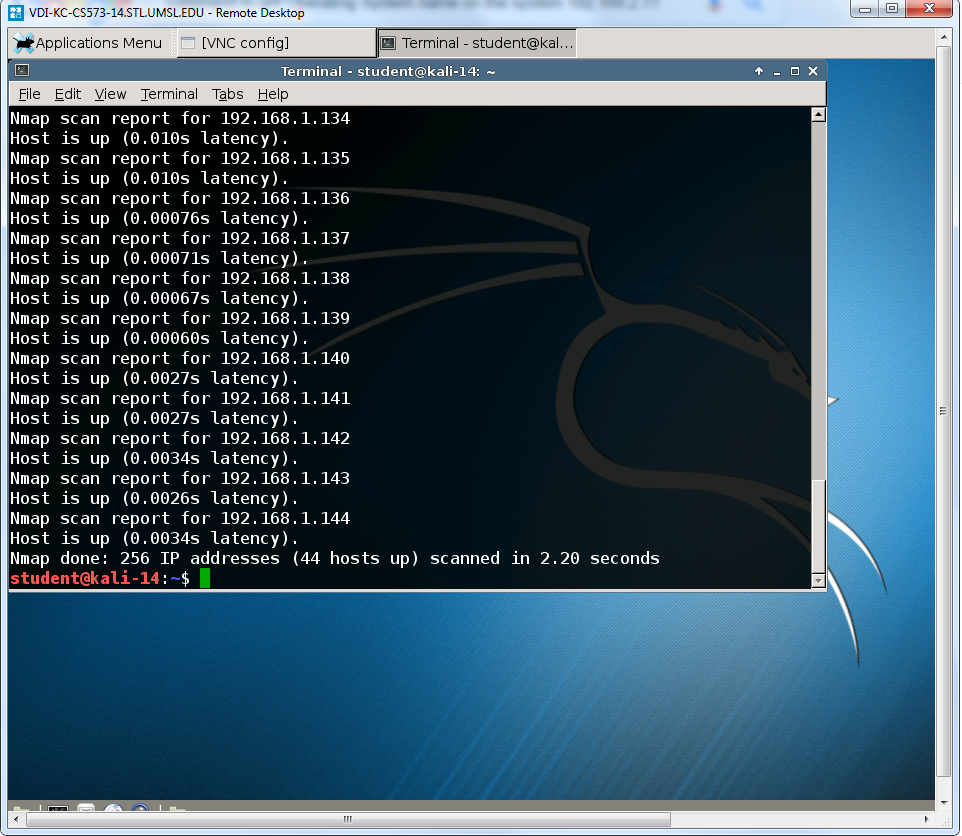 VDI-KC-CS573-14.STL.UMSL.EDU - Remote Desktop
Applications Menu
[VNC config]
Terminal - student@kal...
Terminal - student@kali-14: ~
File Edit View Terminal Tabs Help
Nmap scan report for 192.168.1.134
Host is up (0.010s latency).
Nmap scan report for 192.168.1.135
Host is up (0.010s latency).
Nmap scan report for 192.168.1.136
Host is up (0.00076s latency).
Nmap scan report for 192.168.1.137
Host is up (0.00071s latency).
Nmap scan report for 192.168.1.138
Host is up (0.00067s latency).
Nmap scan report for 192.168.1.139
Host is up (0.00060s latency).
Nmap scan report for 192.168.1.140
Host is up (0.0027s latency).
Nmap scan report for 192.168.1.141
Host is up (0.0027s latency).
Nmap scan report for 192.168.1.142
Host is up (0.0034s latency).
Nmap scan report for 192.168.1.143
Host is up (0.0026s latency).
Nmap scan report for 192.168.1.144
Host is up (0.0034s latency).
Nmap done: 256 IP addresses (44 hosts up) scanned in 2.20 seconds
student@kali-14:~$